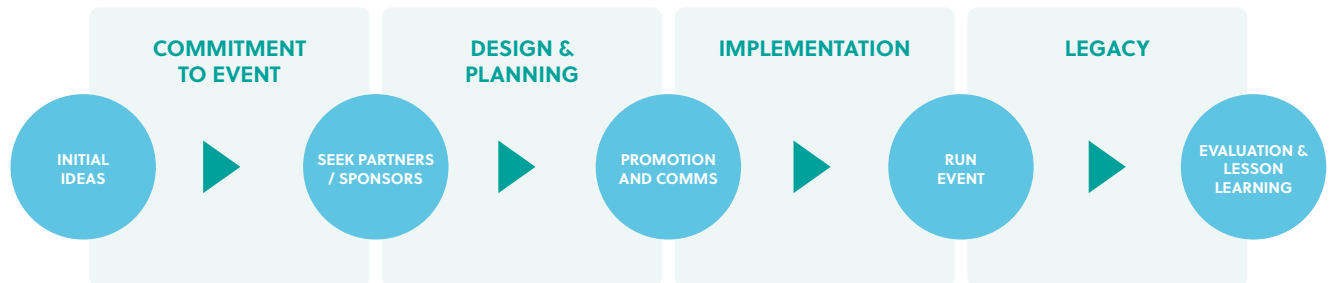 COMMITMENT
TO EVENT
DESIGN &
PLANNING
IMPLEMENTATION
LEGACY
INITIAL
IDEAS
SEEK PARTNERS
/ SPONSORS
PROMOTION
AND COMMS
RUN
EVENT
EVALUATION &
LESSON
LEARNING